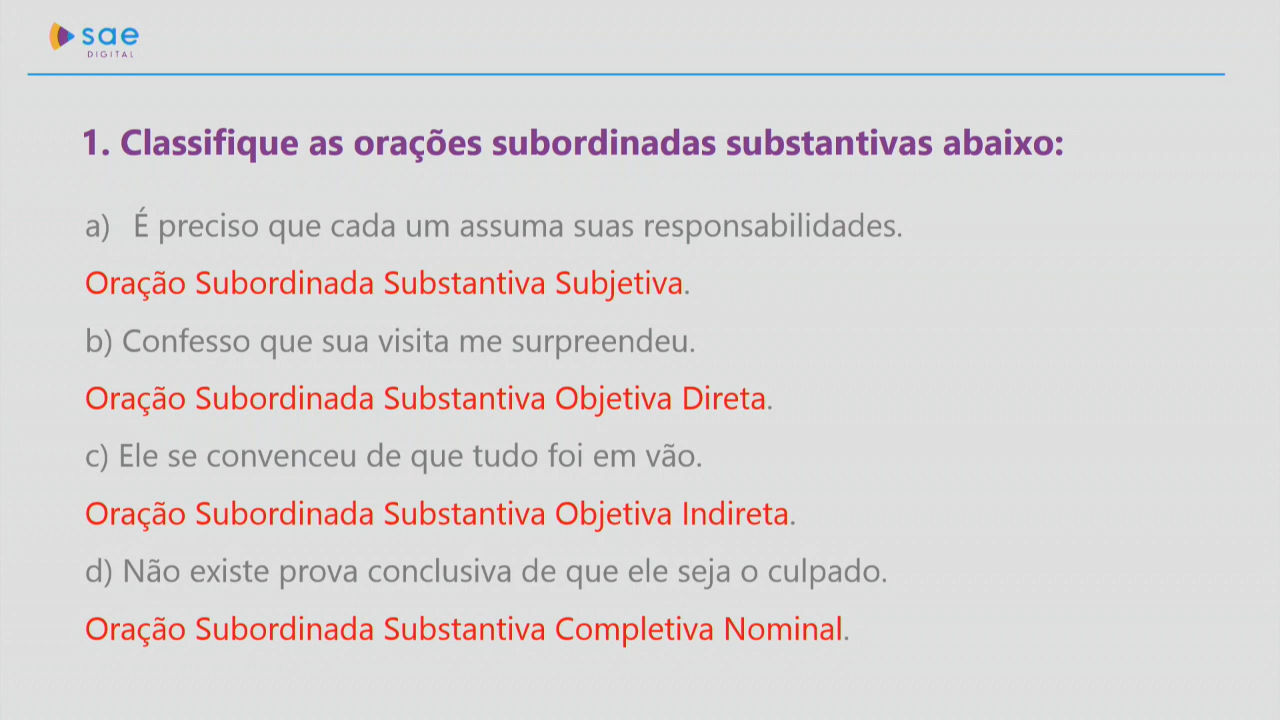 sae
DIGITAL
1. Classifique as orações subordinadas substantivas abaixo:
a) É preciso que cada um assuma suas responsabilidades.
Oração Subordinada Substantiva Subjetiva.
b) Confesso que sua visita me surpreendeu.
Oração Subordinada Substantiva Objetiva Direta.
c) Ele se convenceu de que tudo foi em vão.
Oração Subordinada Substantiva Objetiva Indireta.
d) Não existe prova conclusiva de que ele seja o culpado.
Oração Subordinada Substantiva Completiva Nominal.